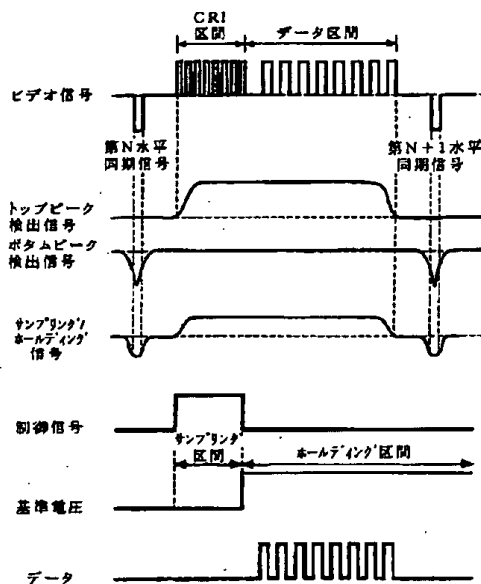 CRI
区間
データ区間
ビデオ信号
第N水平
同期信号
第N+1水平
同期信号
トップピーク
検出信号
ボタムピーク
検出信号
サンプリング/
ホールディング
信号
制御信号
サンプリング
区間
ホールディング区間
基準電圧
データ